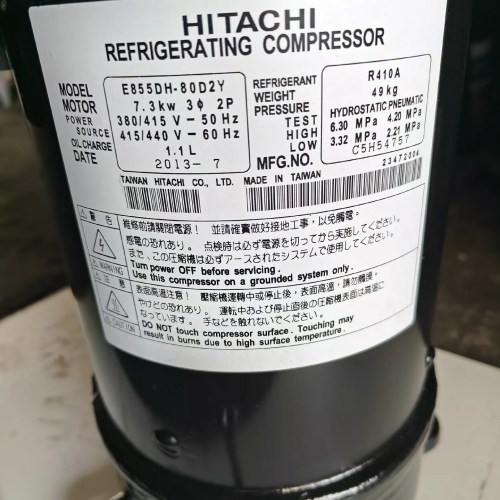 HITACHI
REFRIGERATING COMPRESSOR
MODEL E855DH-80D2Y
MOTOR 7.3kw 3ϕ 2P
POWER SOURCE 380/415 V - 50 Hz
415/440 V - 60 Hz
OIL CHARGE 1.1 L
DATE 2013- 7
REFRIGERANT R410A
WEIGHT 49kg
PRESSURE HYDROSTATIC PNEUMATIC
TEST
HIGH 6.30 MPa 4.20 MPa
LOW 3.32 MPa 2.21 MPa
MFG.NO. C5H54757
23472004
TAIWAN HITACHI CO., LTD. MADE IN TAIWAN
警 告
WARNING
維修前請關閉電源！ 並請確實做好接地工事，以免觸電。
感電の恐れあり。 点検時は必ず電源を切ってから実施してください。
また、この圧縮機は必ずアースされたシステムで使用してください。
Turn power OFF before servicing.
Use this compressor on a grounded system only.
注 意
CAUTION
表面高溫注意！ 壓縮機運轉中或停止後，表面高溫，請勿觸摸。
やけどの恐れあり。 運転中および停止直後の圧縮機表面は高温に
なっています。 手などを触れないでください。
DO NOT touch compressor surface. Touching may
result in burns due to high surface temperature.